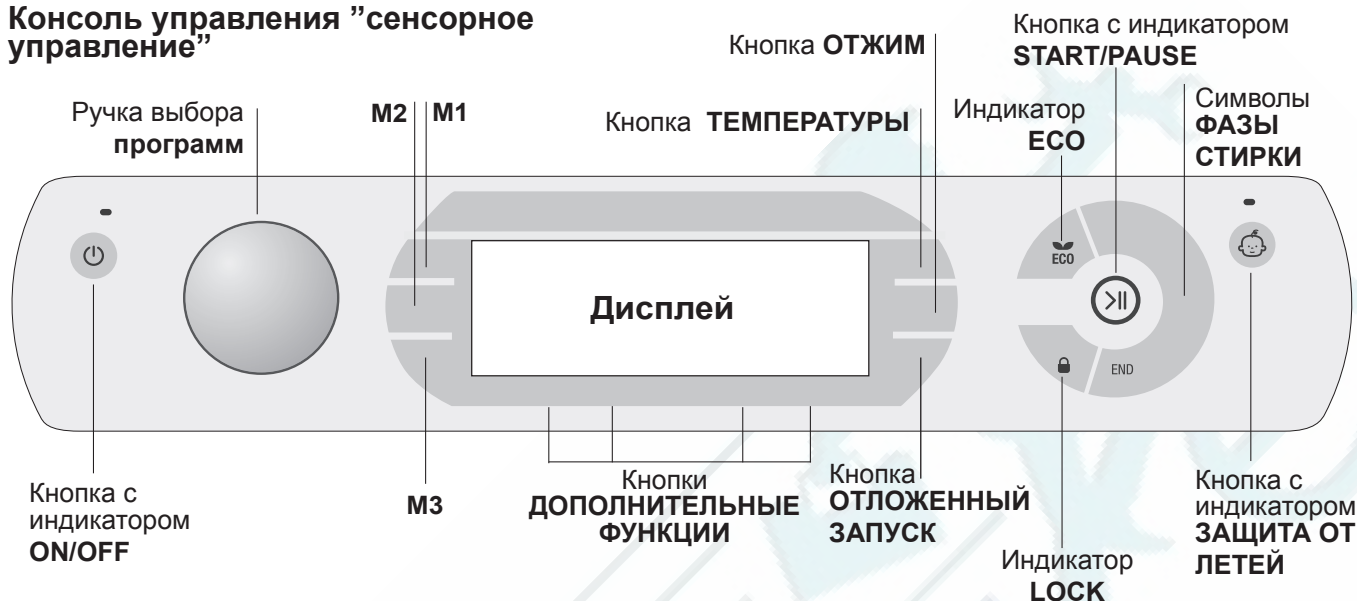 Консоль управления ”сенсорное
управление”
Ручка выбора
программ
M2
M1
Кнопка ОТЖИМ
Кнопка ТЕМПЕРАТУРЫ
Кнопка с индикатором
START/PAUSE
Индикатор
ECO
Символы
ФАЗЫ
СТИРКИ
ECO
Дисплей
END
Кнопка с
индикатором
ON/OFF
M3
Кнопки
ДОПОЛНИТЕЛЬНЫЕ
ФУНКЦИИ
Кнопка
ОТЛОЖЕННЫЙ
ЗАПУСК
Индикатор
LOCK
Кнопка с
индикатором
ЗАЩИТА ОТ
ЛЕТЕЙ